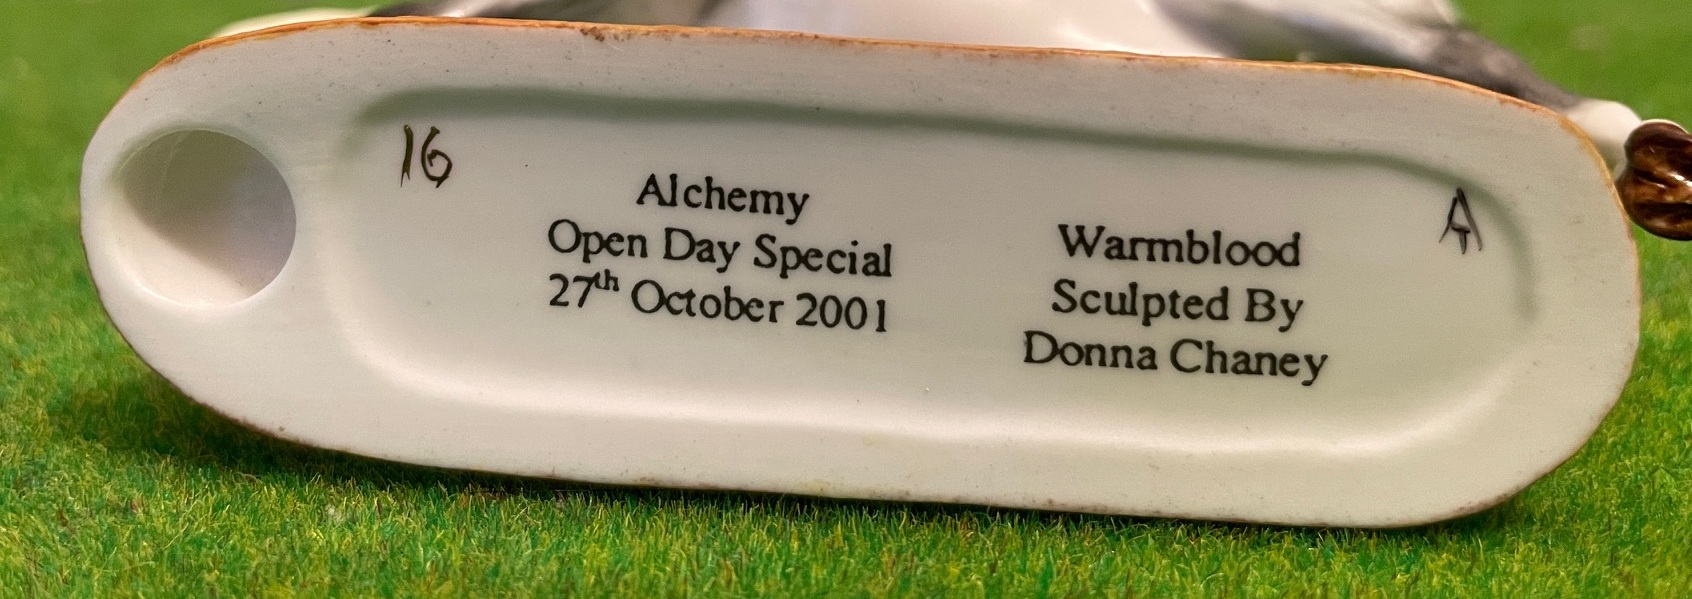 16
Alchemy
Open Day Special
27th October 2001
Warmblood
Sculpted By
Donna Chaney